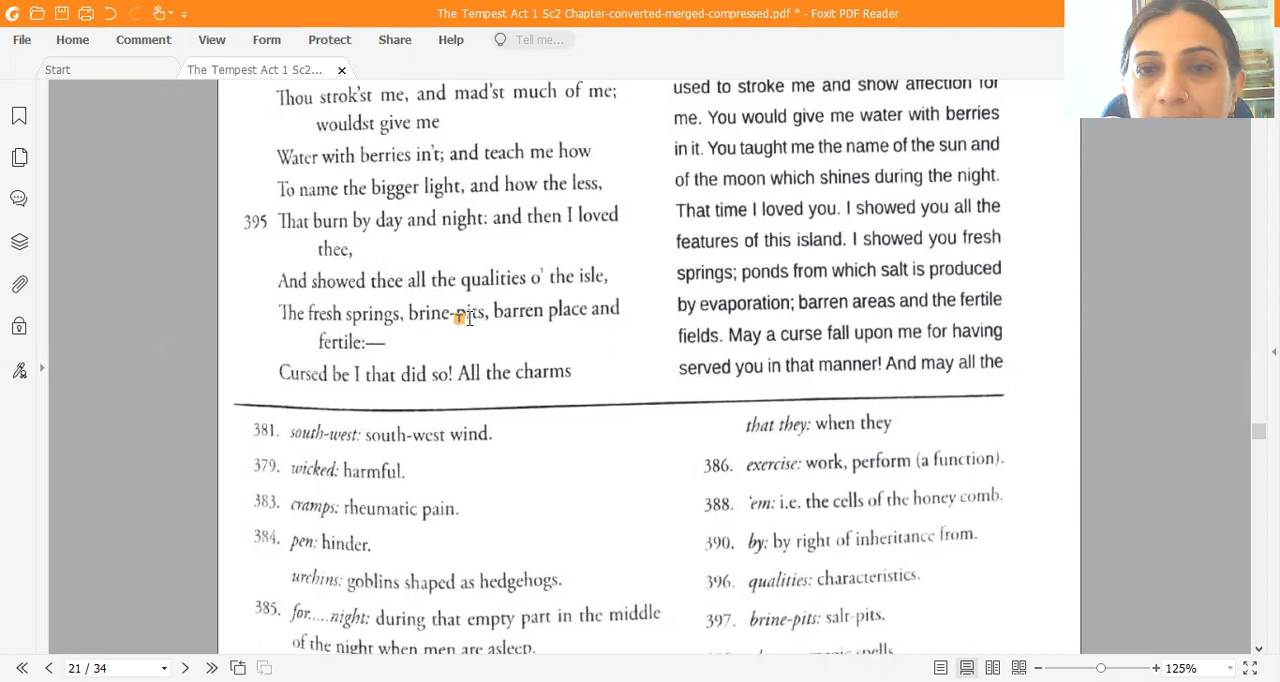 The Tempest Act 1 Sc2 Chapter-converted-merged-compressed.pdf * - Foxit PDF Reader
File Home Comment View Form Protect Share Help Tell me...
Start The Tempest Act 1 Sc2...
Thou strok'st me, and mad'st much of me;
wouldst give me
Water with berries in't; and teach me how
To name the bigger light, and how the less,
395 That burn by day and night: and then I loved
thee,
And showed thee all the qualities o' the isle,
The fresh springs, brine-pits, barren place and
fertile:—
Cursed be I that did so! All the charms
used to stroke me and show affection for
me. You would give me water with berries
in it. You taught me the name of the sun and
of the moon which shines during the night.
That time I loved you. I showed you all the
features of this island. I showed you fresh
springs; ponds from which salt is produced
by evaporation; barren areas and the fertile
fields. May a curse fall upon me for having
served you in that manner! And may all the
381. south-west: south-west wind.
379. wicked: harmful.
383. cramps: rheumatic pain.
384. pen: hinder.
urchins: goblins shaped as hedgehogs.
385. for.....night: during that empty part in the middle
of the night when men are asleep.
that they: when they
386. exercise: work, perform (a function).
388. 'em: i.e. the cells of the honey comb.
390. by: by right of inheritance from.
396. qualities: characteristics.
397. brine-pits: salt-pits.
spells
21 / 34
125%